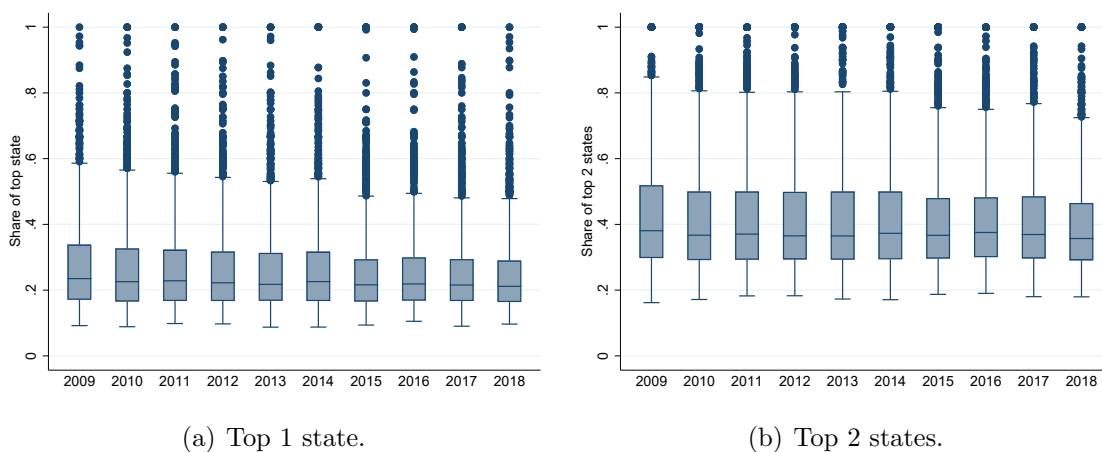 Share of top state
0 .2 .4 .6 .8 1
2009 2010 2011 2012 2013 2014 2015 2016 2017 2018
(a) Top 1 state.
Share of top 2 states
0 .2 .4 .6 .8 1
2009 2010 2011 2012 2013 2014 2015 2016 2017 2018
(b) Top 2 states.